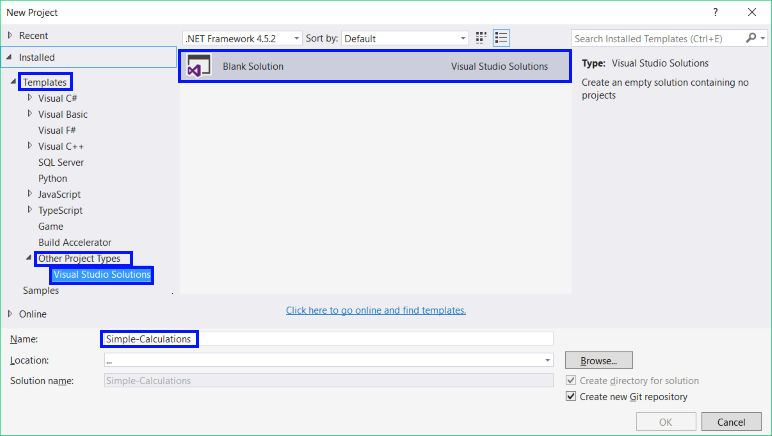 New Project ? ×
Recent
Installed
Templates
Visual C#
Visual Basic
Visual F#
Visual C++
SQL Server
Python
JavaScript
TypeScript
Game
Build Accelerator
Other Project Types
Visual Studio Solutions
Samples
Online
.NET Framework 4.5.2 Sort by: Default
Blank Solution Visual Studio Solutions
Click here to go online and find templates.
Search Installed Templates (Ctrl+E)
Type: Visual Studio Solutions
Create an empty solution containing no
projects
Name: Simple-Calculations
Location: ... Browse...
Solution name: Simple-Calculations
Create directory for solution
Create new Git repository
OK Cancel